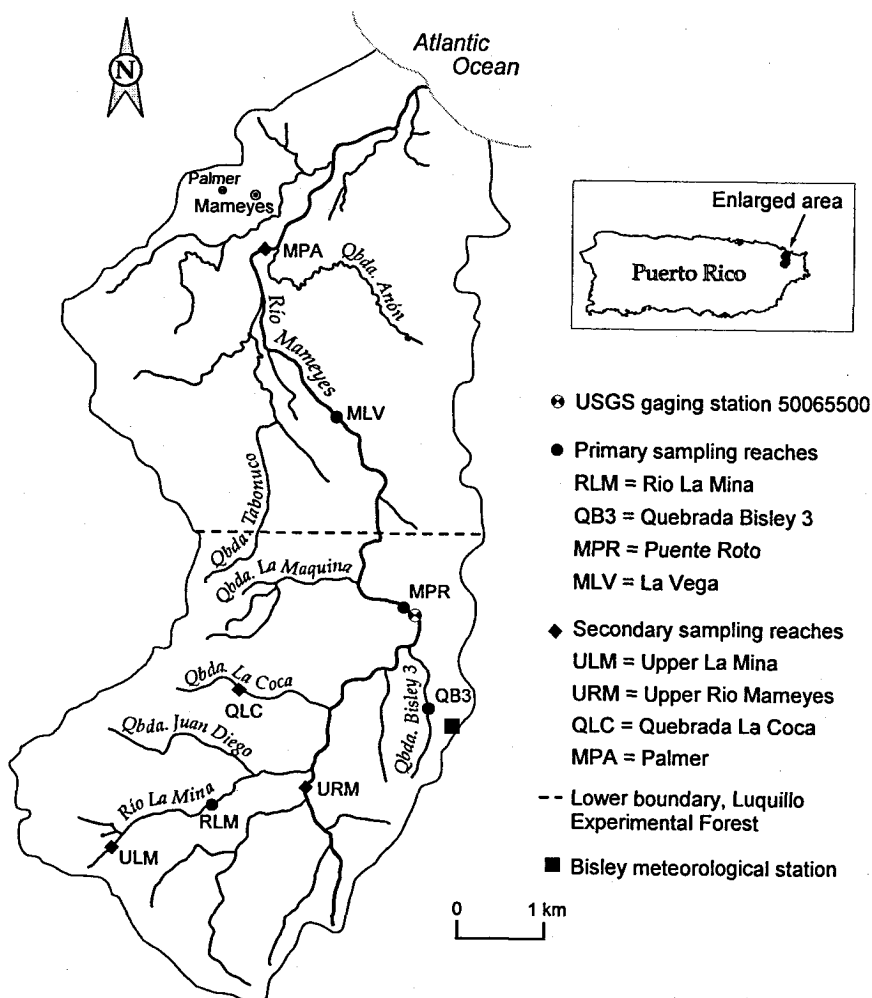 Atlantic
Ocean
N
Palmer
Mameyes
MPA
Qbda. Anón
Río
Mameyes
MLV
Qbda. Tabonuco
Qbda. La Maquina
MPR
Qbda. La Coca
QLC
Qbda. Bisley 3
QB3
Qbda. Juan Diego
Río La Mina
RLM
URM
ULM
0 1 km
Enlarged area
Puerto Rico
USGS gaging station 50065500
Primary sampling reaches
RLM = Rio La Mina
QB3 = Quebrada Bisley 3
MPR = Puente Roto
MLV = La Vega
Secondary sampling reaches
ULM = Upper La Mina
URM = Upper Rio Mameyes
QLC = Quebrada La Coca
MPA = Palmer
Lower boundary, Luquillo
Experimental Forest
Bisley meteorological station